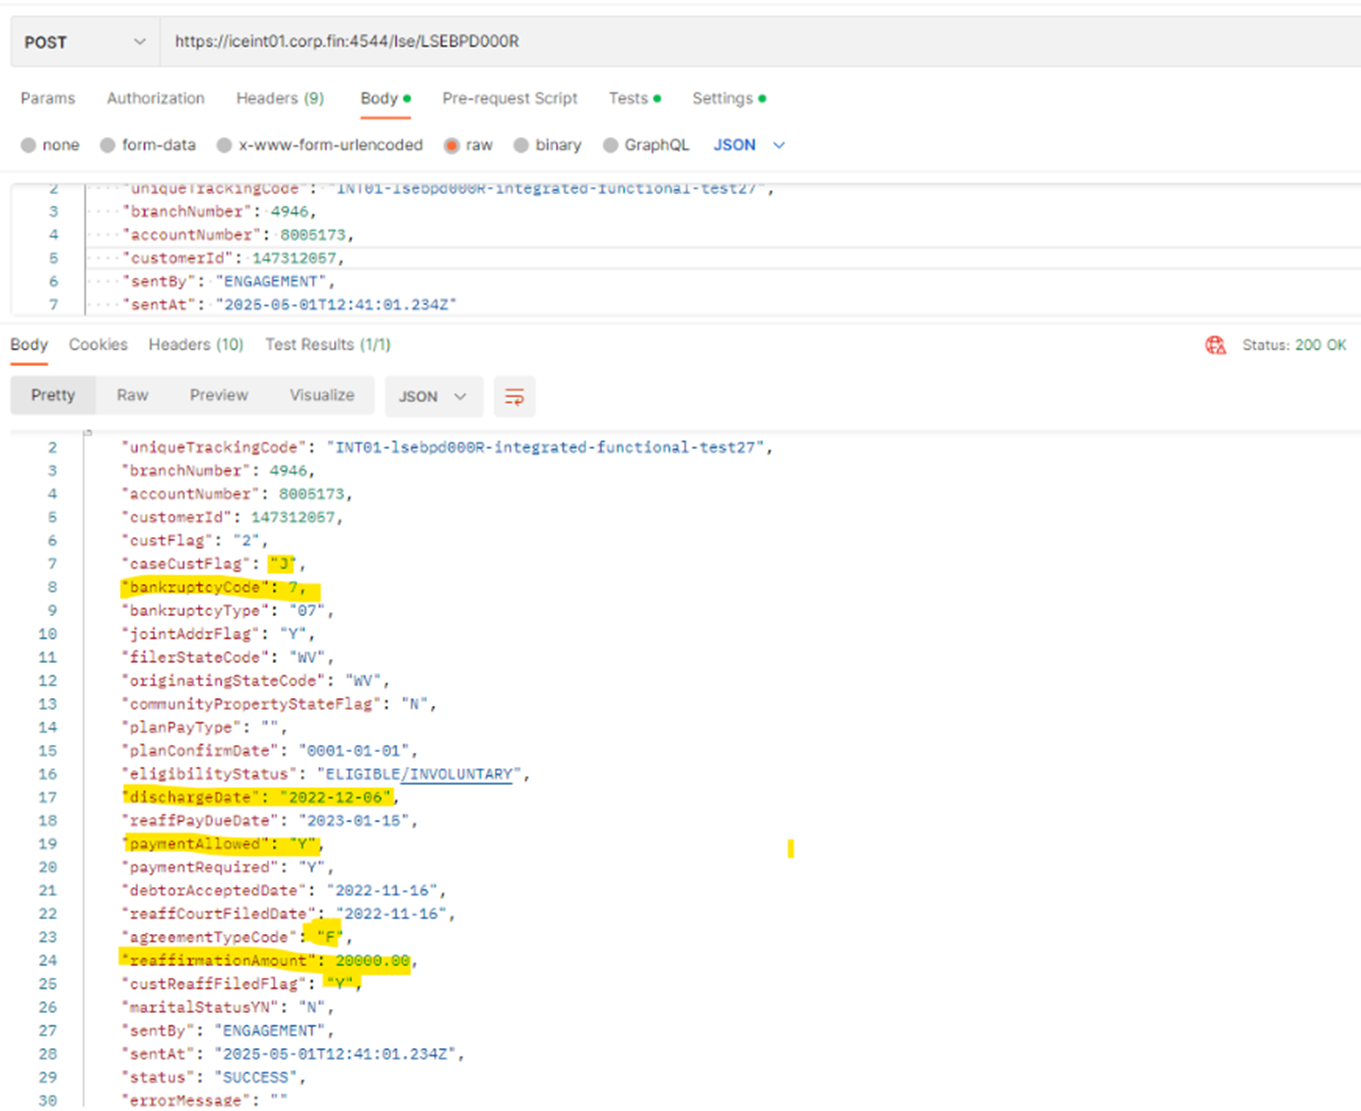 POST https://iceint01.corp.fin:4544/lse/LSEBPD000R
Params Authorization Headers (9) Body Pre-request Script Tests Settings
none form-data x-www-form-urlencoded raw binary GraphQL JSON
2 "uniqueTrackingCode": "INT01-lsebpd000R-integrated-functional-test27",
3 "branchNumber": 4946,
4 "accountNumber": 8005173,
5 "customerId": 147312057,
6 "sentBy": "ENGAGEMENT",
7 "sentAt": "2025-05-01T12:41:01.234Z"
Body Cookies Headers (10) Test Results (1/1) Status: 200 OK
Pretty Raw Preview Visualize JSON
2 "uniqueTrackingCode": "INT01-lsebpd000R-integrated-functional-test27",
3 "branchNumber": 4946,
4 "accountNumber": 8005173,
5 "customerId": 147312057,
6 "custFlag": "2",
7 "caseCustFlag": "J",
8 "bankruptcyCode": 7,
9 "bankruptcyType": "07",
10 "jointAddrFlag": "Y",
11 "filerStateCode": "WV",
12 "originatingStateCode": "WV",
13 "communityPropertyStateFlag": "N",
14 "planPayType": "",
15 "planConfirmDate": "0001-01-01",
16 "eligibilityStatus": "ELIGIBLE/INVOLUNTARY",
17 "dischargeDate": "2022-12-06",
18 "reaffPayDueDate": "2023-01-15",
19 "paymentAllowed": "Y",
20 "paymentRequired": "Y",
21 "debtorAcceptedDate": "2022-11-16",
22 "reaffCourtFiledDate": "2022-11-16",
23 "agreementTypeCode": "F",
24 "reaffirmationAmount": 20000.00,
25 "custReaffFiledFlag": "Y",
26 "maritalStatusYN": "N",
27 "sentBy": "ENGAGEMENT",
28 "sentAt": "2025-05-01T12:41:01.234Z",
29 "status": "SUCCESS",
30 "errorMessage": ""